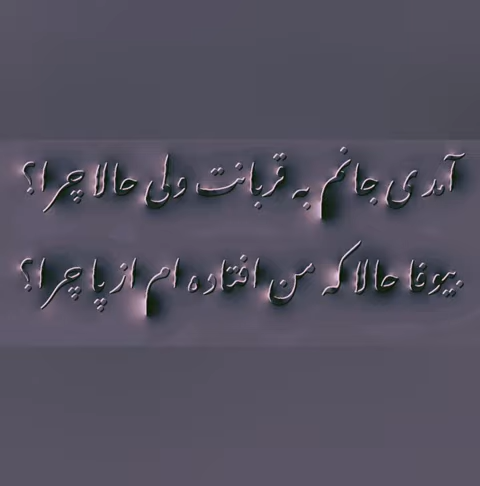 آمدی جانم به قربانت ولی حالا چرا؟
بیوفا حالا که من افتاده ام از پا چرا؟